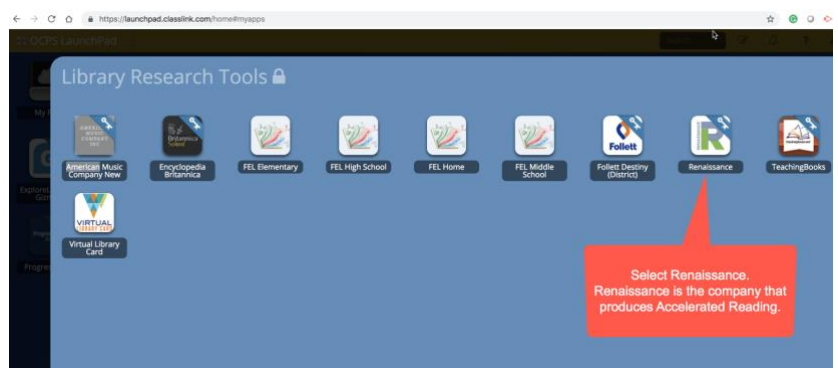 https://launchpad.classlink.com/home#myapps
OCPS LaunchPad
Library Research Tools
Follett
R
VIRTUAL
LIBRARY CARD
American Music
Company New
Encyclopedia
Britannica
FEL Elementary
FEL High School
FEL Home
FEL Middle
School
Follett Destiny
(District)
Renaissance
TeachingBooks
Virtual Library
Card
Select Renaissance.
Renaissance is the company that
produces Accelerated Reading.